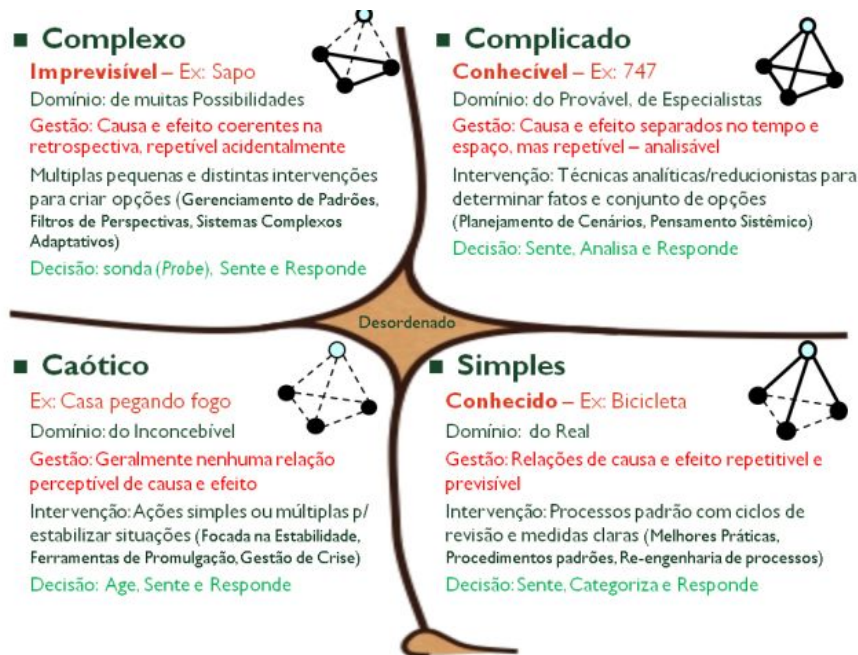 ■ Complexo
Imprevisível – Ex: Sapo
Domínio: de muitas Possibilidades
Gestão: Causa e efeito coerentes na
retrospectiva, repetível acidentalmente
Multiplas pequenas e distintas intervenções
para criar opções (Gerenciamento de Padrões,
Filtros de Perspectivas, Sistemas Complexos
Adaptativos)
Decisão: sonda (Probe), Sente e Responde
■ Complicado
Conhecível – Ex: 747
Domínio: do Provável, de Especialistas
Gestão: Causa e efeito separados no tempo e
espaço, mas repetível – analisável
Intervenção: Técnicas analíticas/reducionistas para
determinar fatos e conjunto de opções
(Planejamento de Cenários, Pensamento Sistêmico)
Decisão: Sente, Analisa e Responde
Desordenado
■ Caótico
Ex: Casa pegando fogo
Domínio: do Inconcebível
Gestão: Geralmente nenhuma relação
perceptível de causa e efeito
Intervenção: Ações simples ou múltiplas p/
estabilizar situações (Focada na Estabilidade,
Ferramentas de Promulgação, Gestão de Crise)
Decisão: Age, Sente e Responde
■ Simples
Conhecido – Ex: Bicicleta
Domínio: do Real
Gestão: Relações de causa e efeito repetitivel e
previsível
Intervenção: Processos padrão com ciclos de
revisão e medidas claras (Melhores Práticas,
Procedimentos padrões, Re-engenharia de processos)
Decisão: Sente, Categoriza e Responde